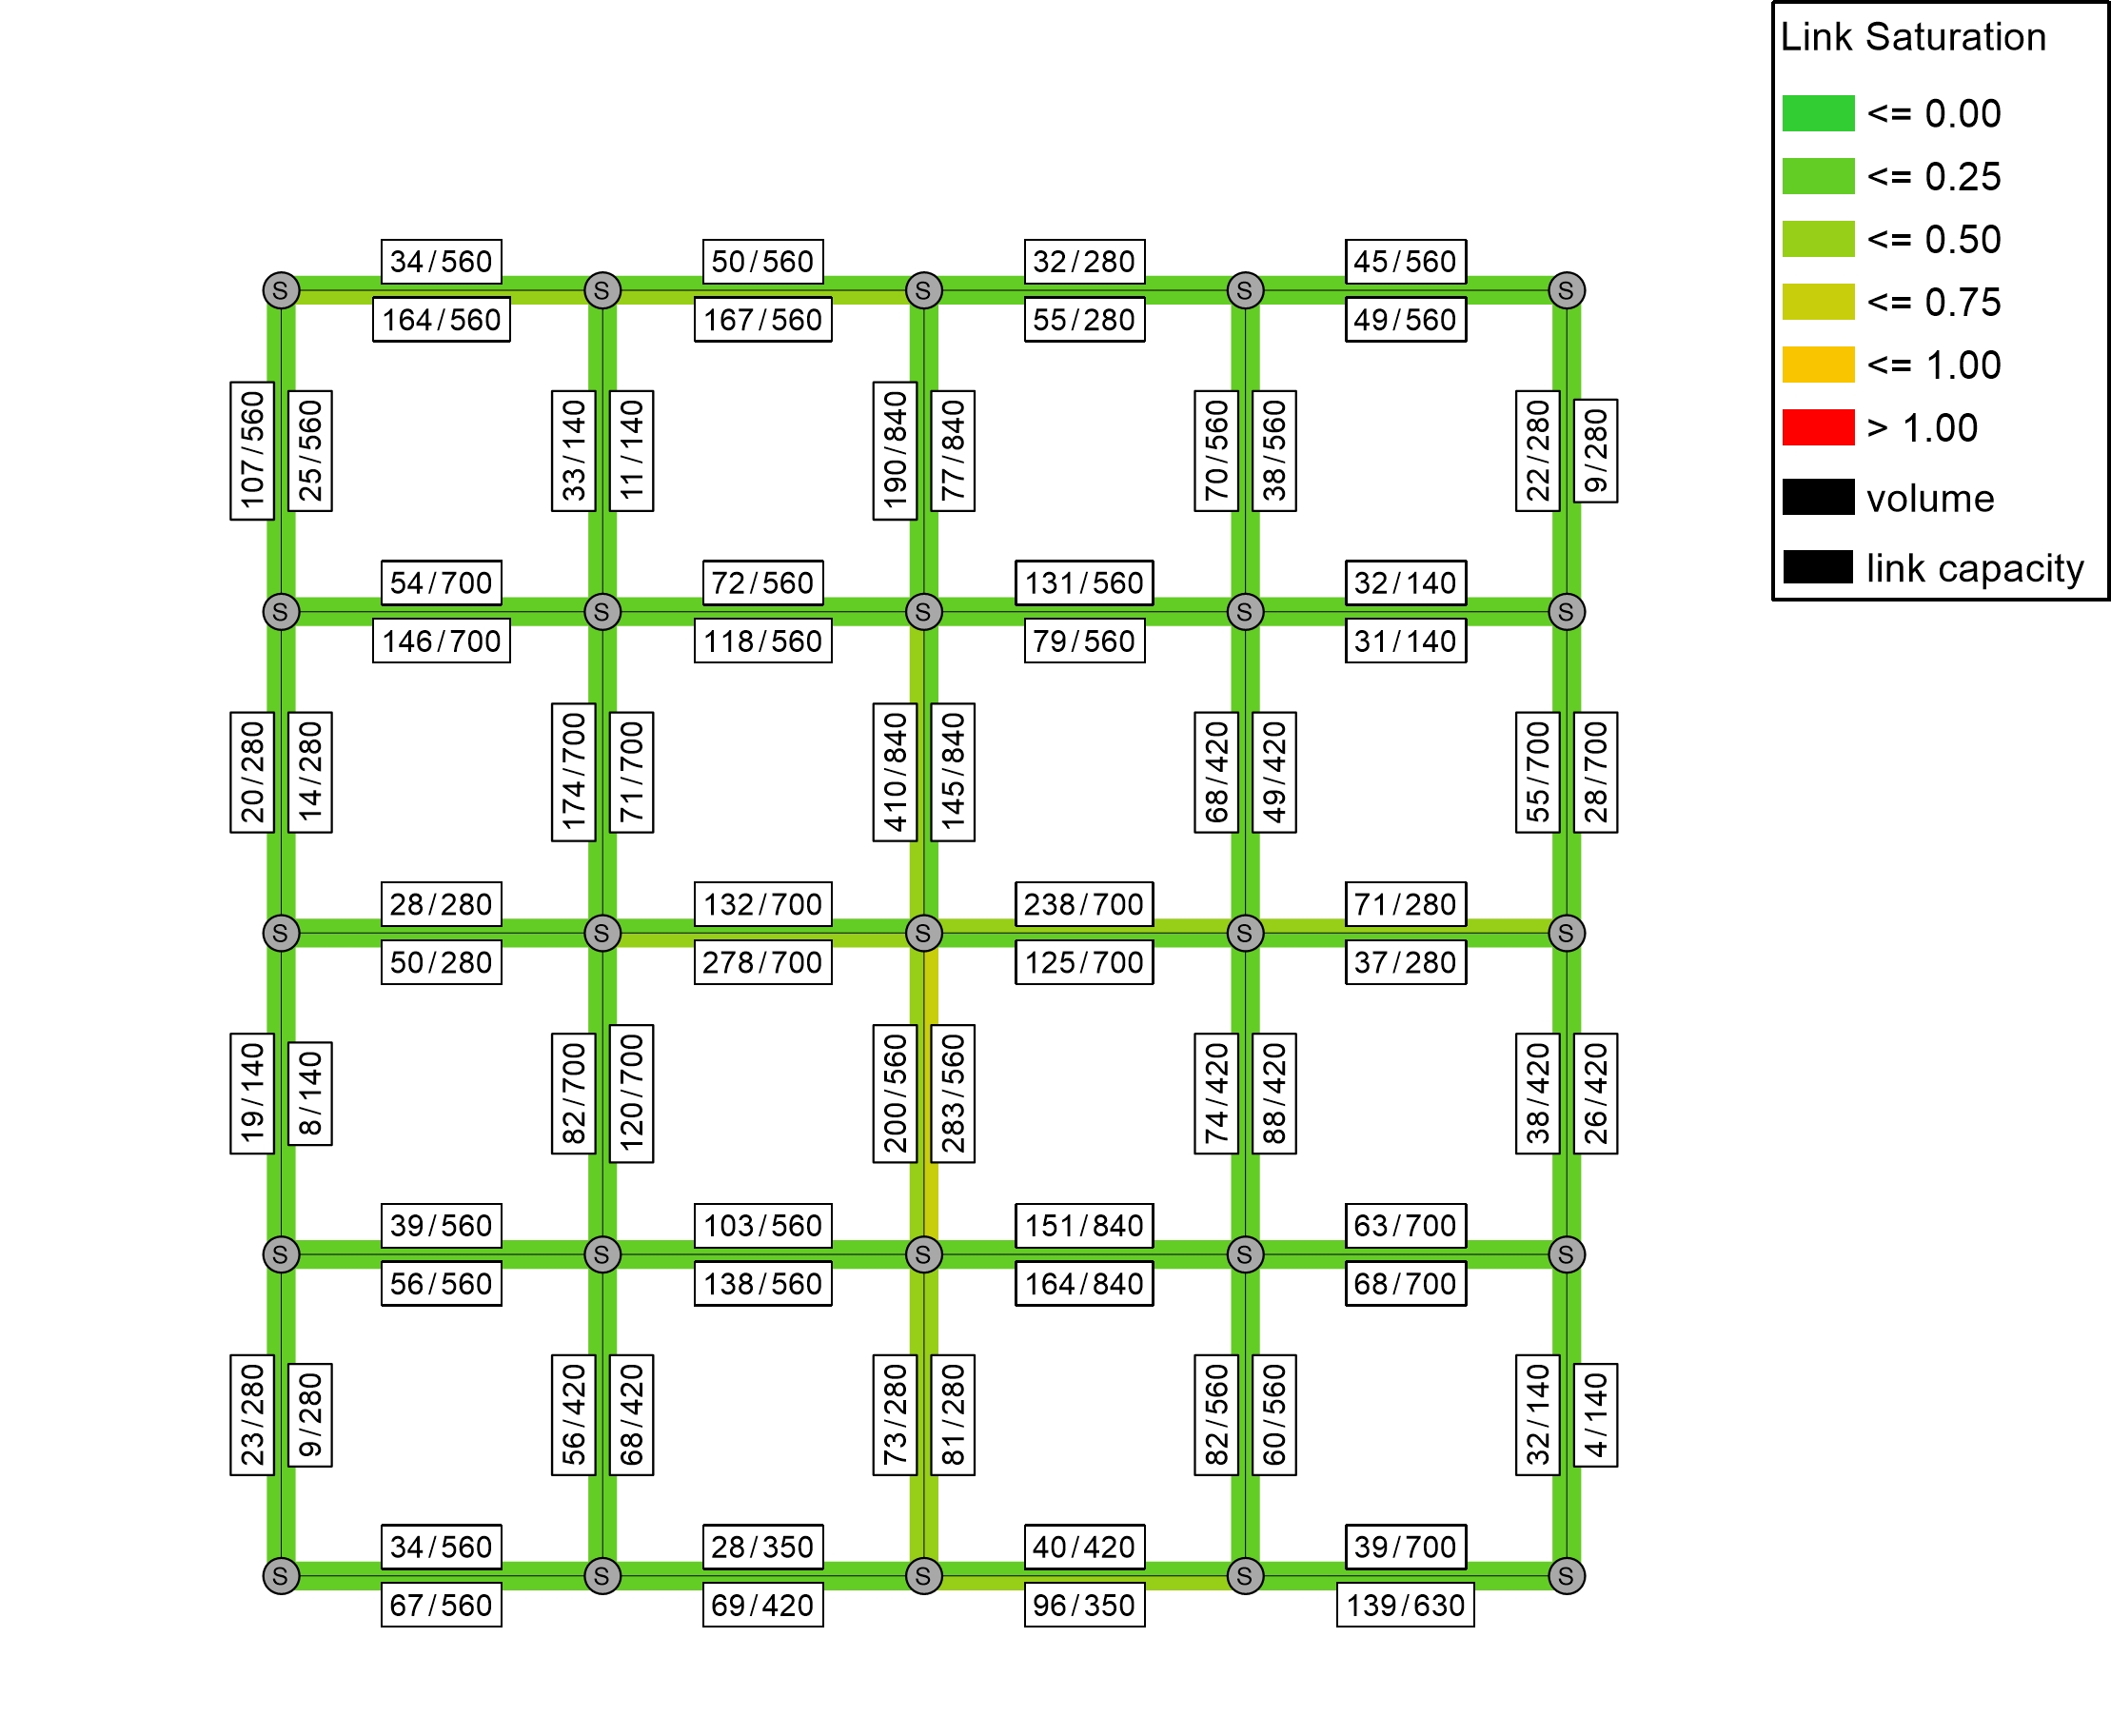 Link Saturation
<= 0.00
<= 0.25
<= 0.50
<= 0.75
<= 1.00
> 1.00
volume
link capacity
34/560 50/560 32/280 45/560
S S S S S
164/560 167/560 55/280 49/560
107/560 25/560 33/140 11/140 190/840 77/840 70/560 38/560 22/280 9/280
54/700 72/560 131/560 32/140
S S S S S
146/700 118/560 79/560 31/140
20/280 14/280 174/700 71/700 410/840 145/840 68/420 49/420 55/700 28/700
28/280 132/700 238/700 71/280
S S S S S
50/280 278/700 125/700 37/280
19/140 8/140 82/700 120/700 200/560 283/560 74/420 88/420 38/420 26/420
39/560 103/560 151/840 63/700
S S S S S
56/560 138/560 164/840 68/700
23/280 9/280 56/420 68/420 73/280 81/280 82/560 60/560 32/140 4/140
34/560 28/350 40/420 39/700
S S S S S
67/560 69/420 96/350 139/630